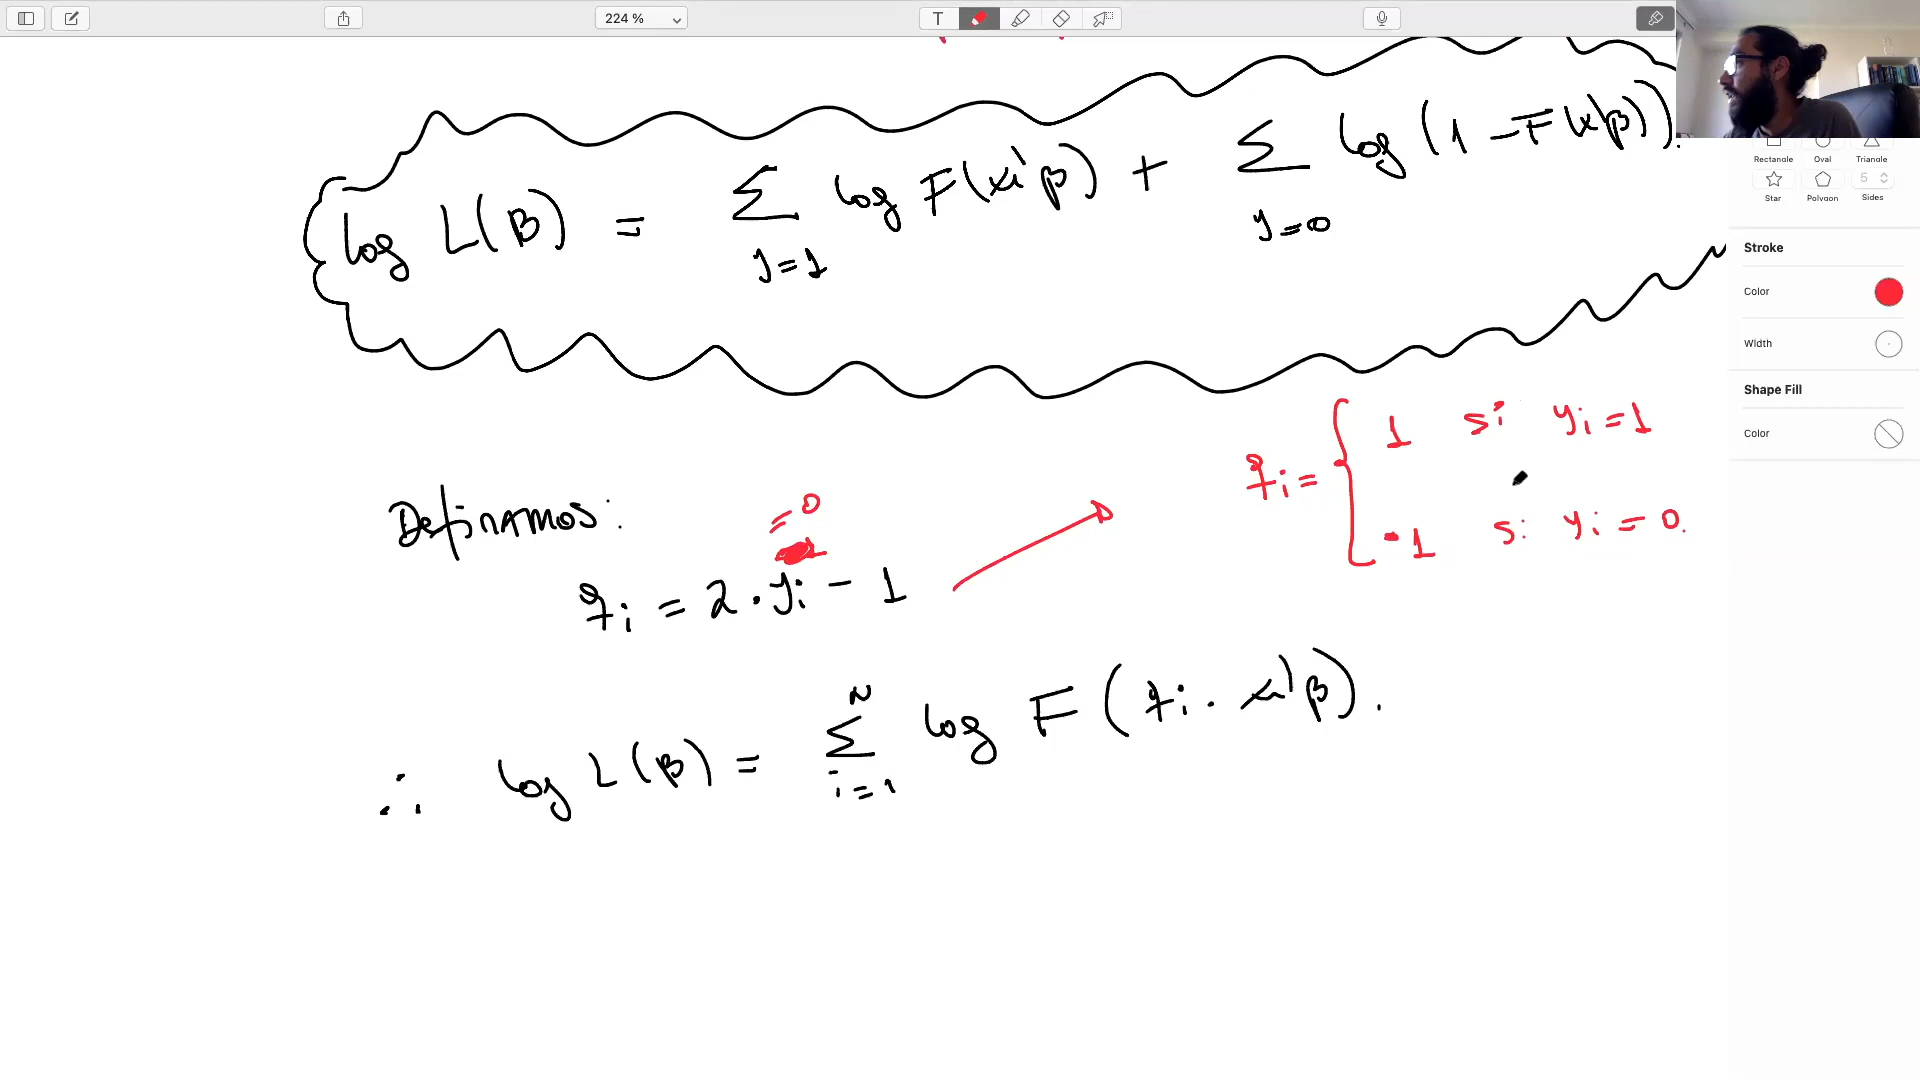 224 %
T
log L(β) = Σ log F(xi'β) + Σ log (1 - F(x'β)).
y=1
y=0
Rectangle Oval Triangle
5
Star Polygon Sides
Stroke
Color
Width
Shape Fill
Color
qi = { 1 si yi = 1
-1 si yi = 0.
Definamos:
= 0
1
qi = 2 · yi - 1
∴ log L(β) = Σ log F (qi · xi'β).
N
i = 1